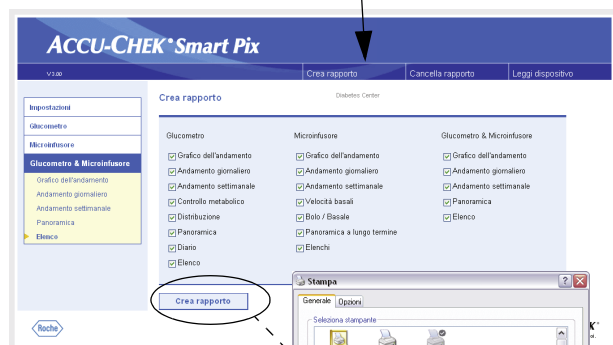 ACCU-CHEK® Smart Pix
V 3.00
Crea rapporto
Cancella rapporto
Leggi dispositivo
Impostazioni
Glucometro
Microinfusore
Glucometro & Microinfusore
Grafico dell'andamento
Andamento giornaliero
Andamento settimanale
Panoramica
Elenco
Crea rapporto
Diabetes Center
Glucometro
Grafico dell'andamento
Andamento giornaliero
Andamento settimanale
Controllo metabolico
Distribuzione
Panoramica
Diario
Elenco
Microinfusore
Grafico dell'andamento
Andamento giornaliero
Andamento settimanale
Velocitá basali
Bolo / Basale
Panoramica a lungo termine
Elenchi
Glucometro & Microinfusore
Grafico dell'andamento
Andamento giornaliero
Andamento settimanale
Panoramica
Elenco
Crea rapporto
Roche
Stampa
Generale
Opzioni
Seleziona stampante